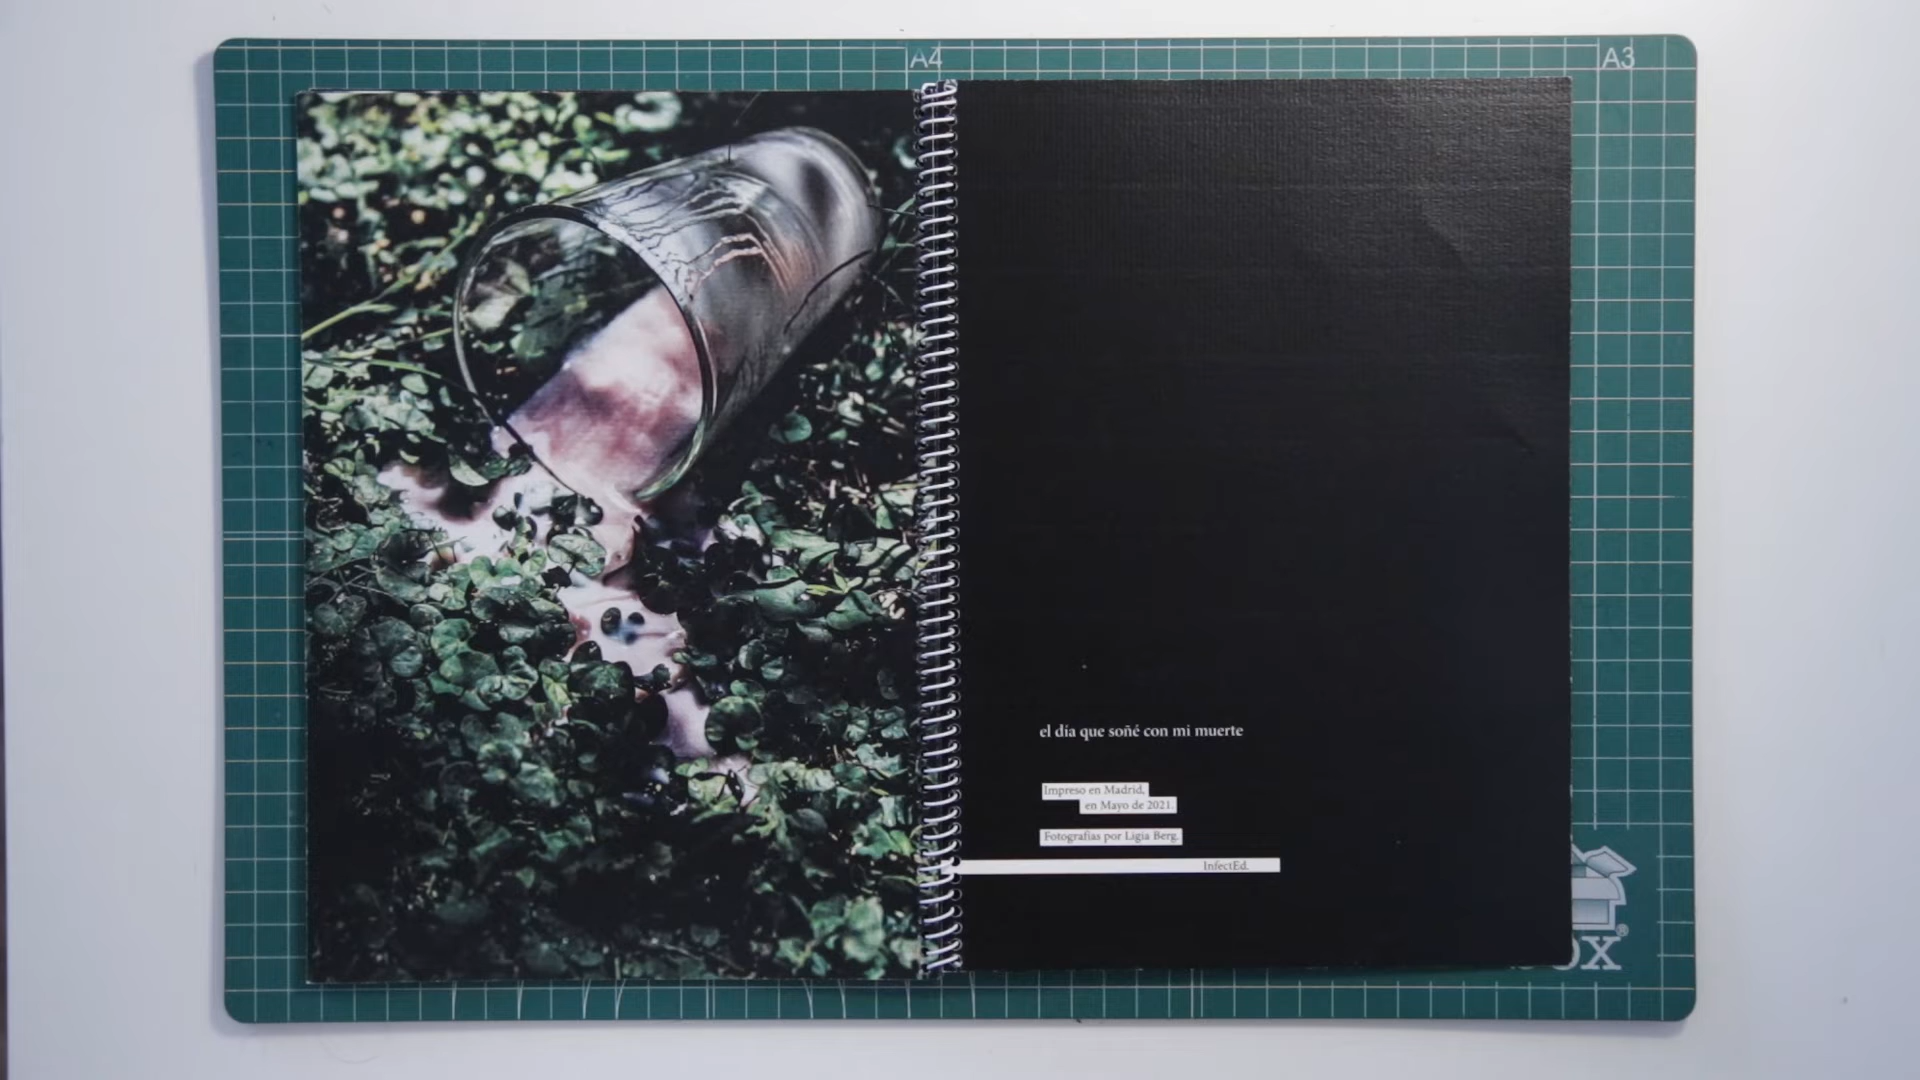 A4
A3
el día que soñé con mi muerte
Impreso en Madrid,
en Mayo de 2021.
Fotografías por Ligia Berg.
InfectEd.
OX®